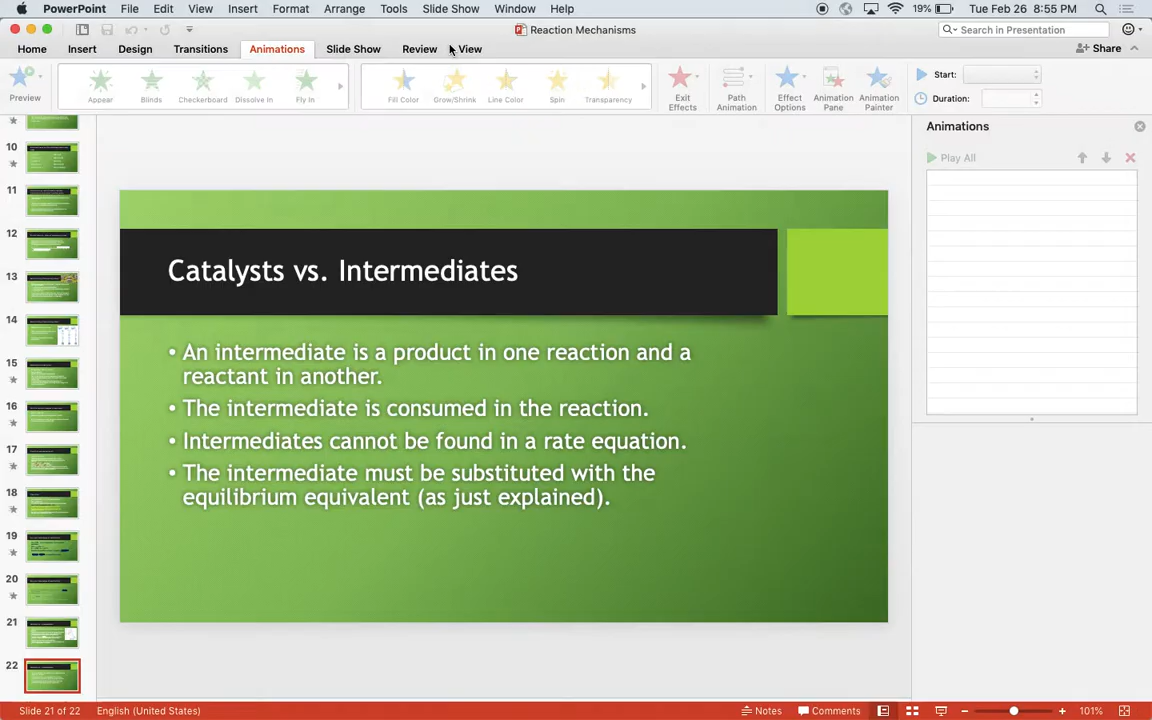 PowerPoint File Edit View Insert Format Arrange Tools Slide Show Window Help 19% Tue Feb 26 8:55 PM
Reaction Mechanisms
Search in Presentation
Home Insert Design Transitions Animations Slide Show Review View
Share
Preview
Appear Blinds Checkerboard Dissolve In Fly In
Fill Color Grow/Shrink Line Color Spin Transparency
Exit Effects
Path Animation
Effect Options
Animation Pane
Animation Painter
Start:
Duration:
Animations
Play All
10
11
12
13
14
15
16
17
18
19
20
21
22
Catalysts vs. Intermediates
• An intermediate is a product in one reaction and a
reactant in another.
• The intermediate is consumed in the reaction.
• Intermediates cannot be found in a rate equation.
• The intermediate must be substituted with the
equilibrium equivalent (as just explained).
Slide 21 of 22 English (United States) Notes Comments 101%